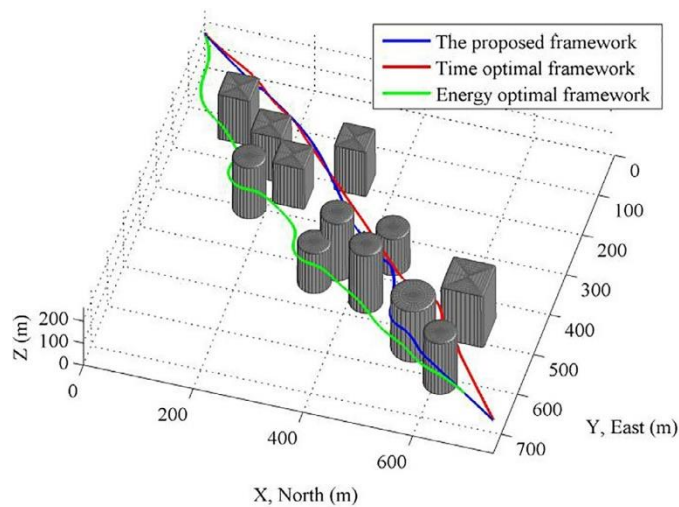 The proposed framework
Time optimal framework
Energy optimal framework
0
100
200
300
400
500
600
700
Y, East (m)
200
100
0
Z (m)
0
200
400
600
X, North (m)